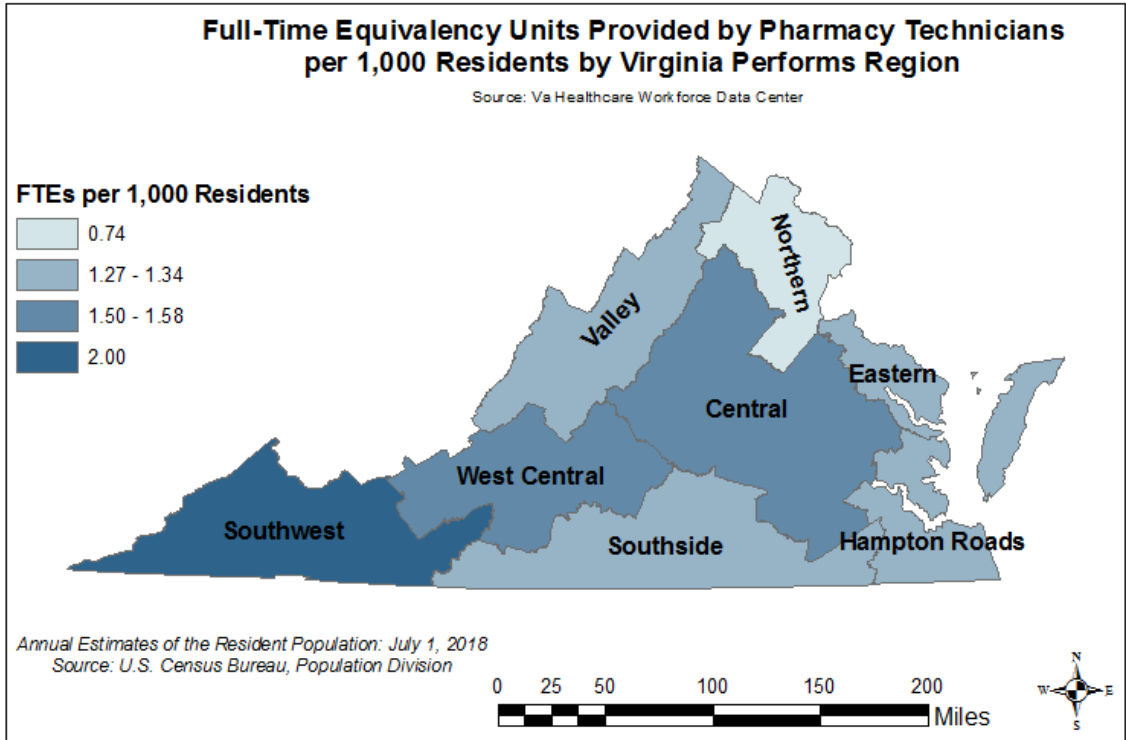 Full-Time Equivalency Units Provided by Pharmacy Technicians
per 1,000 Residents by Virginia Performs Region
Source: Va Healthcare Workforce Data Center
FTEs per 1,000 Residents
0.74
1.27 - 1.34
1.50 - 1.58
2.00
Northern
Valley
Eastern
Central
West Central
Southwest
Southside
Hampton Roads
Annual Estimates of the Resident Population: July 1, 2018
Source: U.S. Census Bureau, Population Division
0 25 50 100 150 200
Miles
N
W E
S